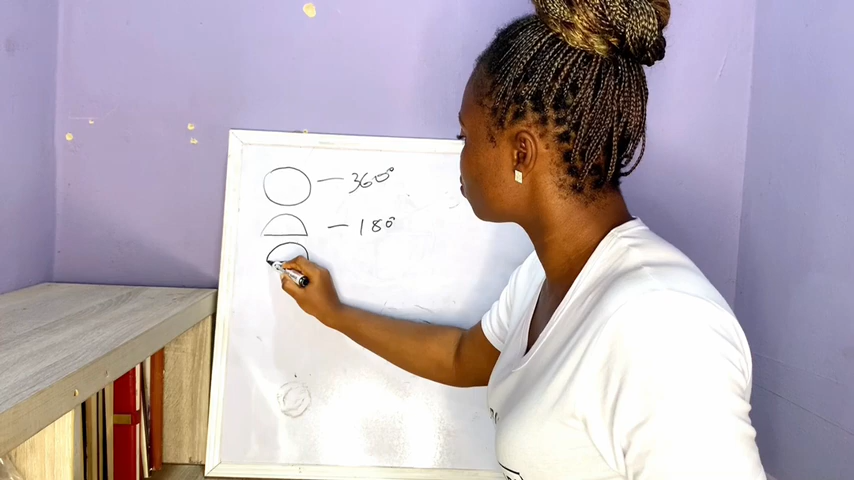 — 360°
— 180°